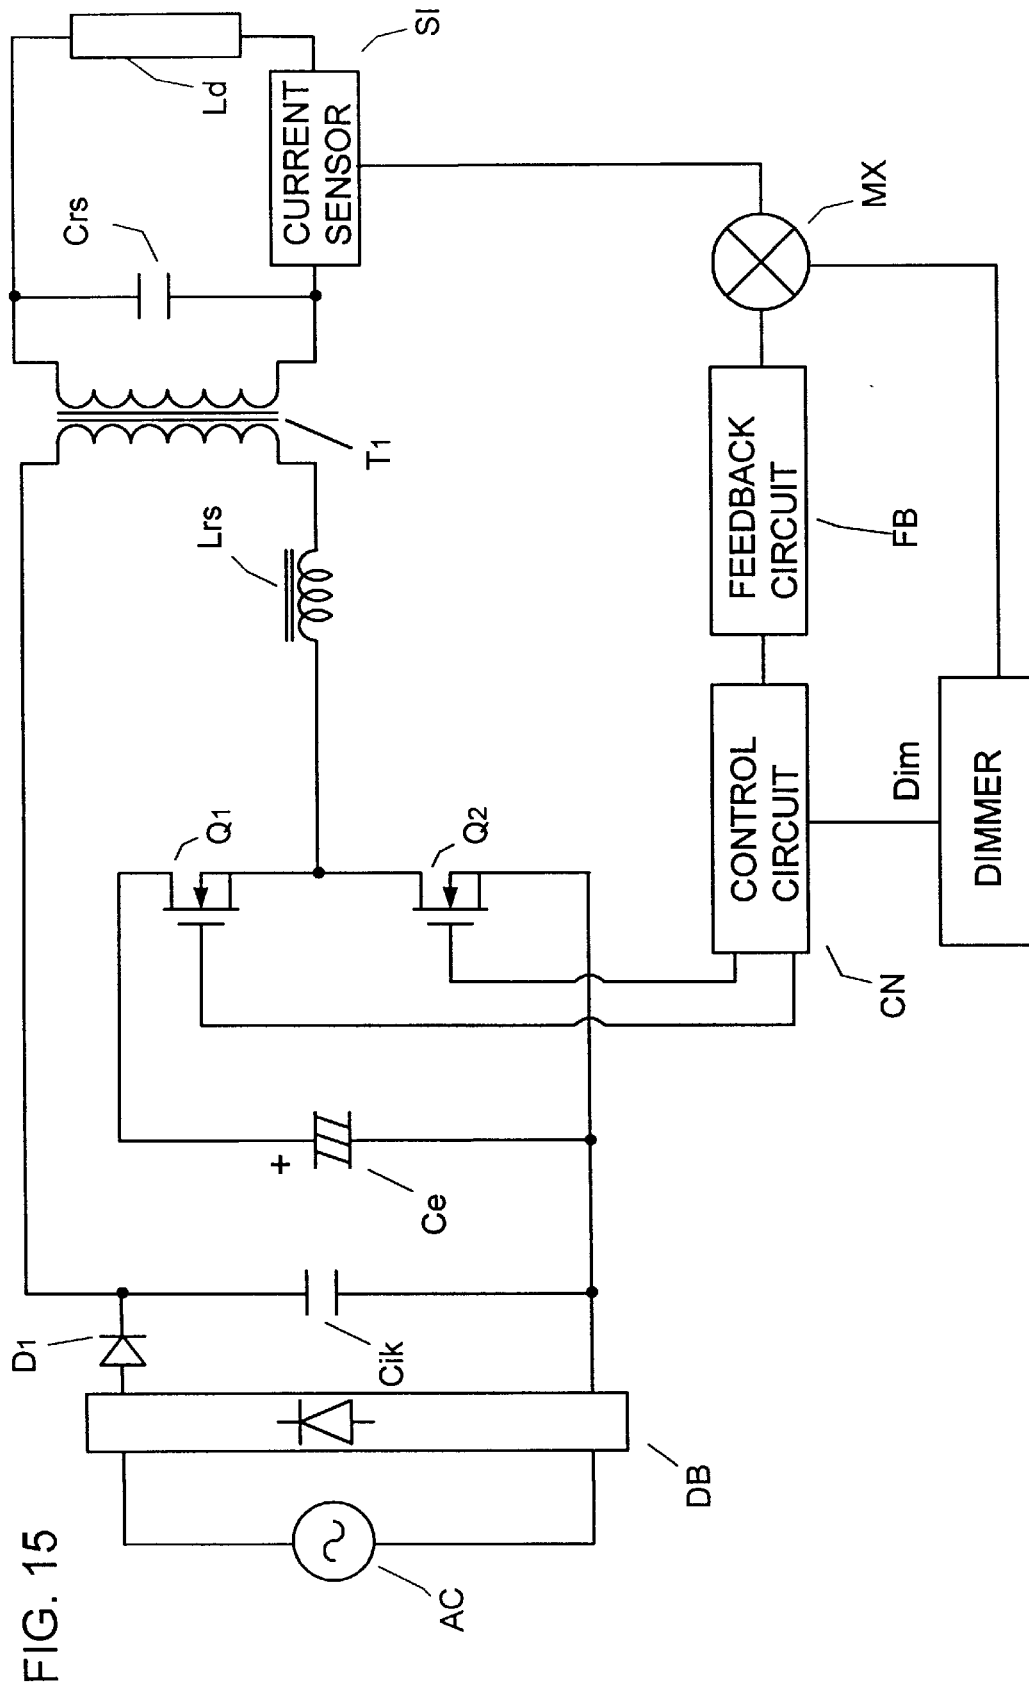 FIG. 15
AC
DB
D1
Cik
+
Ce
Q1
Q2
Lrs
T1
Crs
Ld
CURRENT
SENSOR
SI
MX
FEEDBACK
CIRCUIT
FB
CONTROL
CIRCUIT
CN
Dim
DIMMER